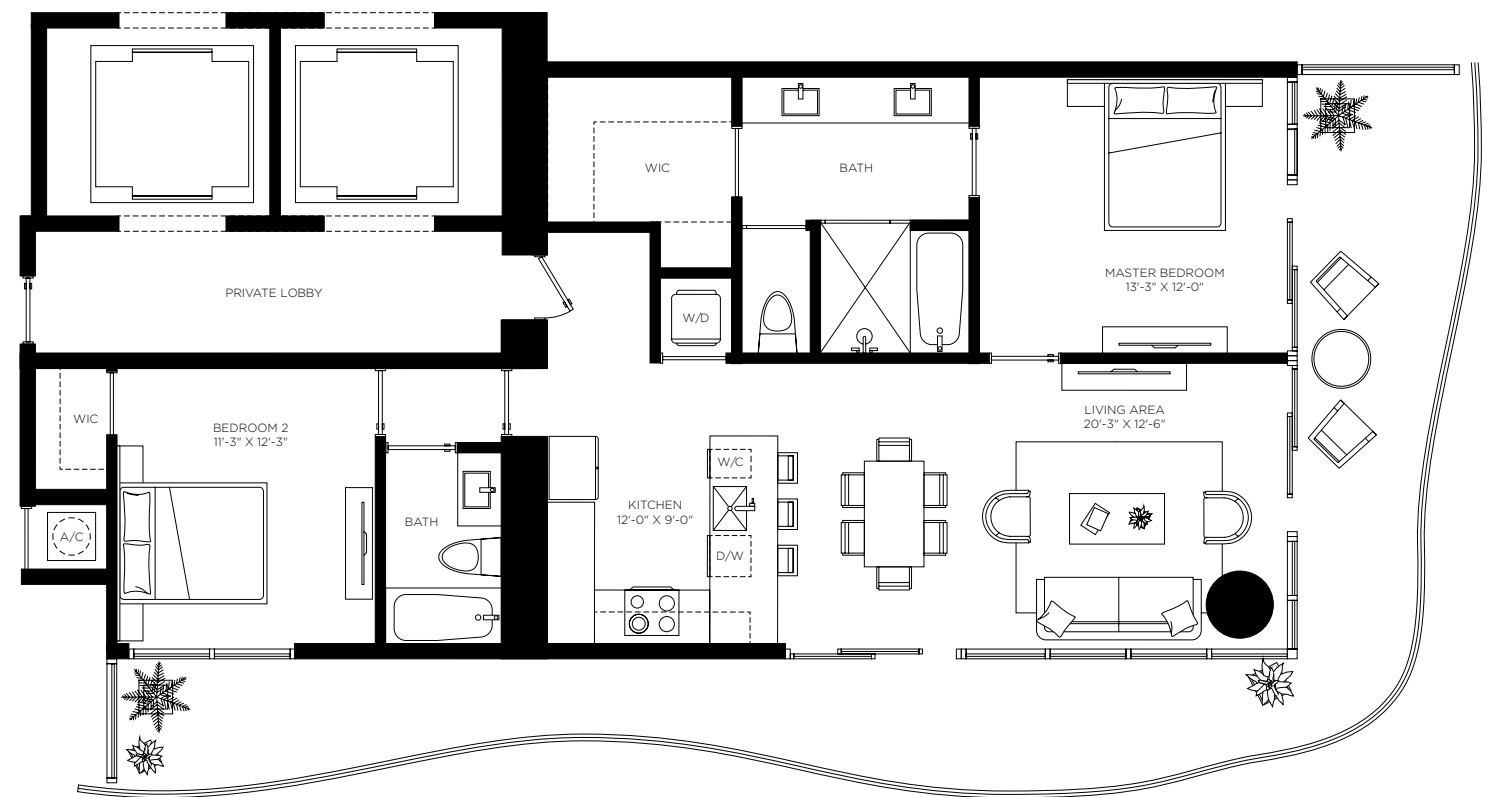 WIC
BATH
MASTER BEDROOM
13'-3" X 12'-0"
PRIVATE LOBBY
W/D
WIC
BEDROOM 2
11'-3" X 12'-3"
LIVING AREA
20'-3" X 12'-6"
W/C
KITCHEN
12'-0" X 9'-0"
BATH
A/C
D/W